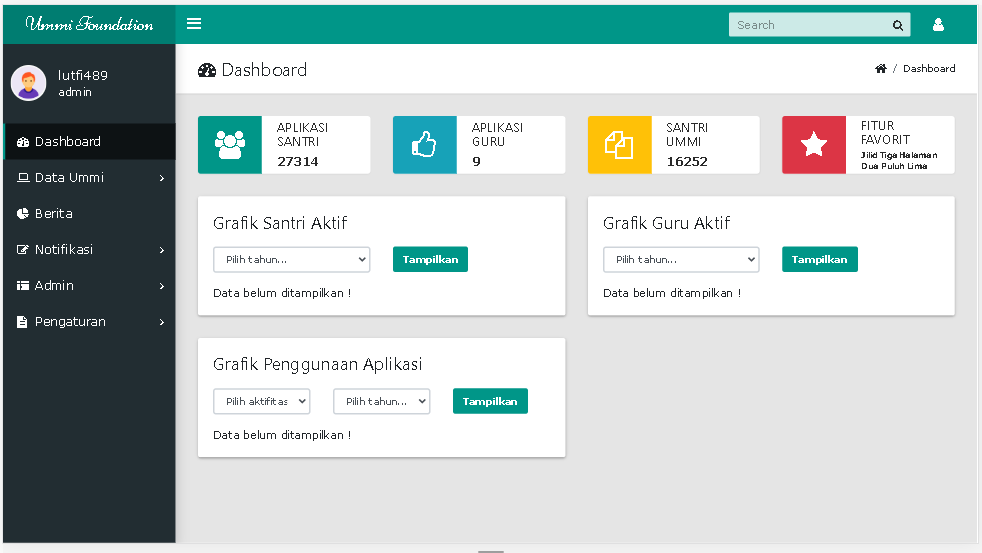 Ummi Foundation
Search
lutfi489
admin
Dashboard
Data Ummi
Berita
Notifikasi
Admin
Pengaturan
Dashboard
/ Dashboard
APLIKASI
SANTRI
27314
APLIKASI
GURU
9
SANTRI
UMMI
16252
FITUR
FAVORIT
Jilid Tiga Halaman
Dua Puluh Lima
Grafik Santri Aktif
Pilih tahun...
Tampilkan
Data belum ditampilkan !
Grafik Guru Aktif
Pilih tahun...
Tampilkan
Data belum ditampilkan !
Grafik Penggunaan Aplikasi
Pilih aktifitas
Pilih tahun...
Tampilkan
Data belum ditampilkan !